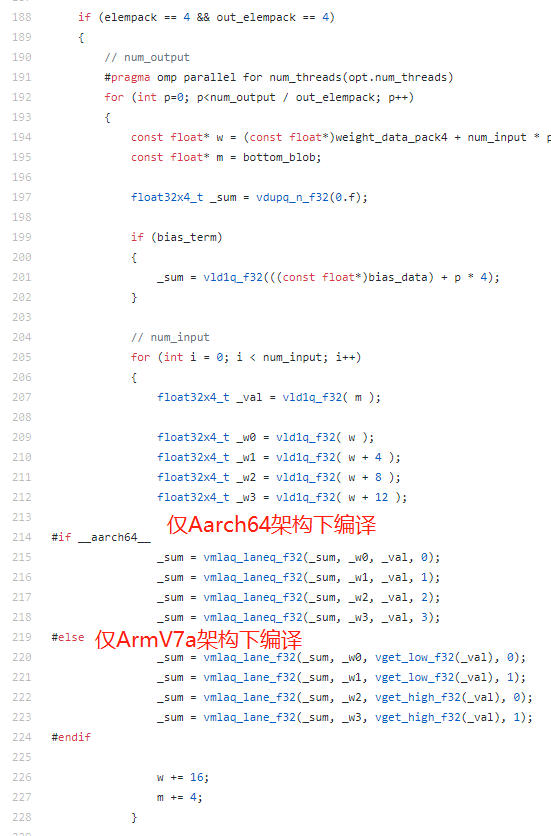 188 if (elempack == 4 && out_elempack == 4)
189 {
190 // num_output
191 #pragma omp parallel for num_threads(opt.num_threads)
192 for (int p=0; p<num_output / out_elempack; p++)
193 {
194 const float* w = (const float*)weight_data_pack4 + num_input * p
195 const float* m = bottom_blob;
196
197 float32x4_t _sum = vdupq_n_f32(0.f);
198
199 if (bias_term)
200 {
201 _sum = vld1q_f32(((const float*)bias_data) + p * 4);
202 }
203
204 // num_input
205 for (int i = 0; i < num_input; i++)
206 {
207 float32x4_t _val = vld1q_f32( m );
208
209 float32x4_t _w0 = vld1q_f32( w );
210 float32x4_t _w1 = vld1q_f32( w + 4 );
211 float32x4_t _w2 = vld1q_f32( w + 8 );
212 float32x4_t _w3 = vld1q_f32( w + 12 );
213
仅Aarch64架构下编译
214 #if __aarch64__
215 _sum = vmlaq_laneq_f32(_sum, _w0, _val, 0);
216 _sum = vmlaq_laneq_f32(_sum, _w1, _val, 1);
217 _sum = vmlaq_laneq_f32(_sum, _w2, _val, 2);
218 _sum = vmlaq_laneq_f32(_sum, _w3, _val, 3);
219 #else 仅ArmV7a架构下编译
220 _sum = vmlaq_lane_f32(_sum, _w0, vget_low_f32(_val), 0);
221 _sum = vmlaq_lane_f32(_sum, _w1, vget_low_f32(_val), 1);
222 _sum = vmlaq_lane_f32(_sum, _w2, vget_high_f32(_val), 0);
223 _sum = vmlaq_lane_f32(_sum, _w3, vget_high_f32(_val), 1);
224 #endif
225
226 w += 16;
227 m += 4;
228 }